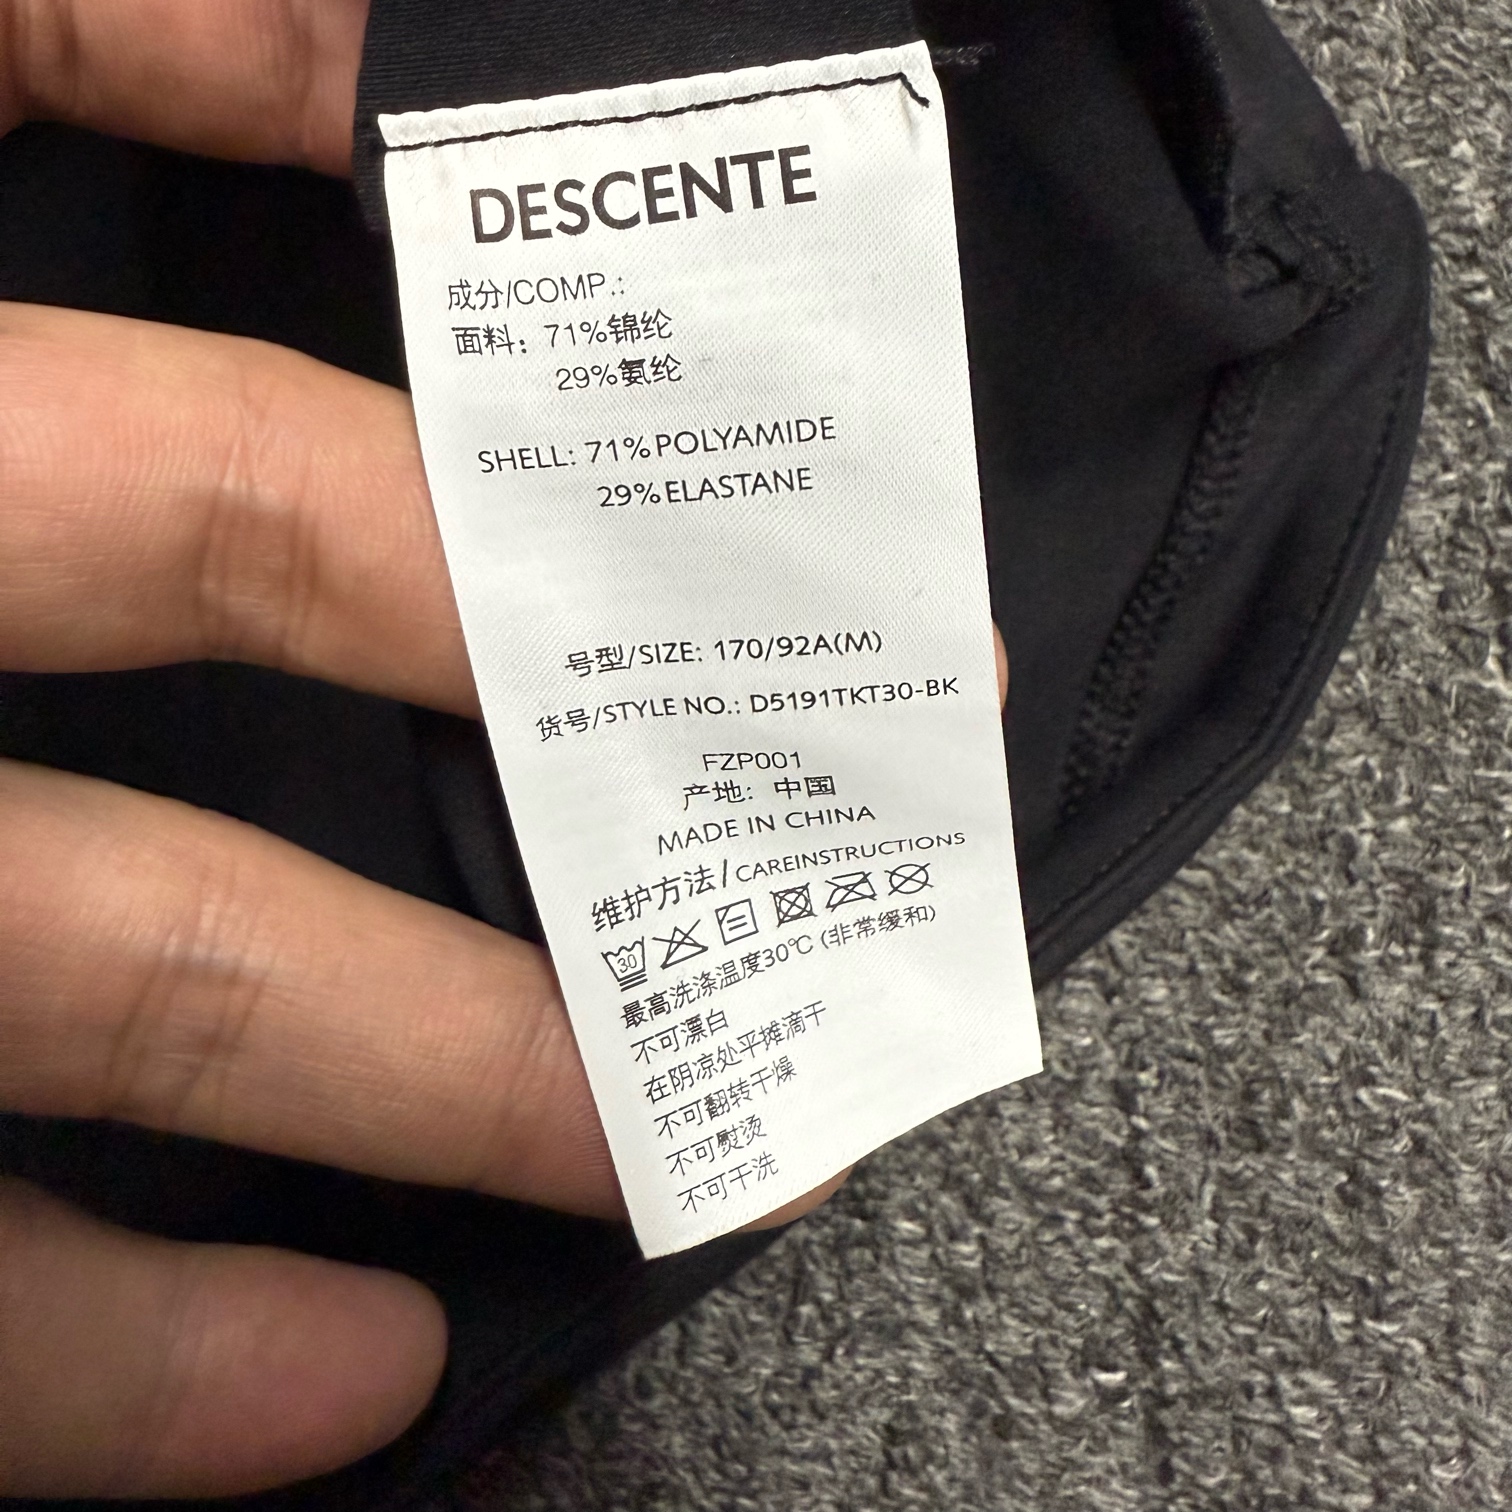 DESCENTE
成分/COMP.:
面料: 71%锦纶
29%氨纶
SHELL: 71%POLYAMIDE
29%ELASTANE
号型/SIZE: 170/92A(M)
货号/STYLE NO.: D5191TKT30-BK
FZP001
产地: 中国
MADE IN CHINA
维护方法/CAREINSTRUCTIONS
30
最高洗涤温度30℃(非常缓和)
不可漂白
在阴凉处平摊滴干
不可翻转干燥
不可熨烫
不可干洗